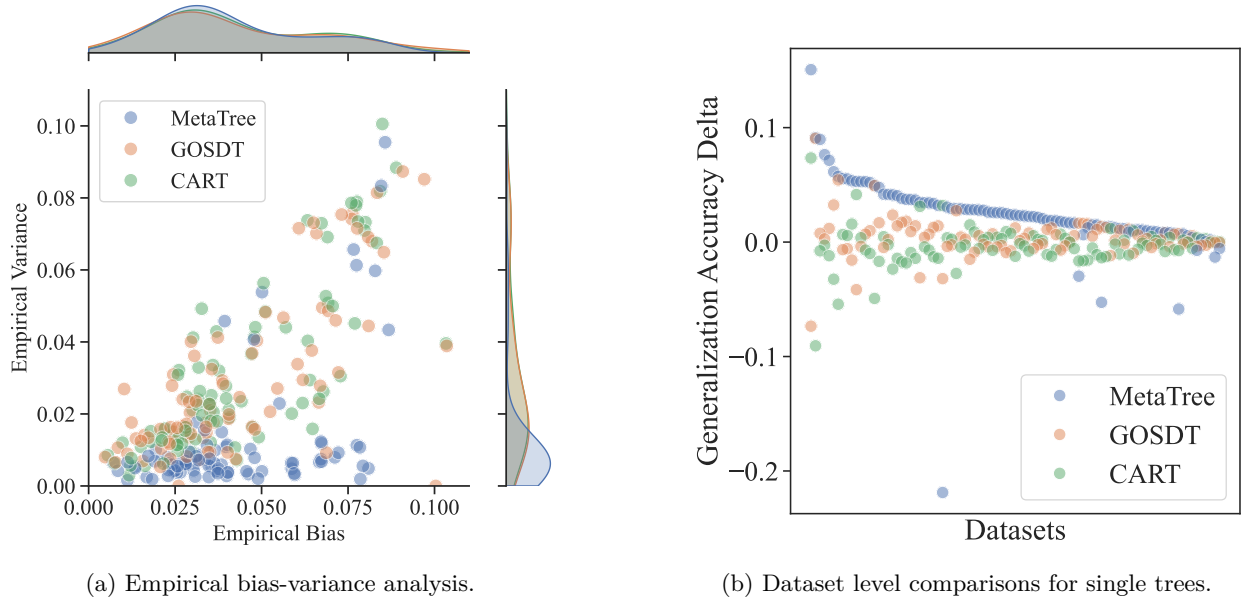 MetaTree
GOSDT
CART
0.10
0.08
0.06
0.04
0.02
0.00
Empirical Variance
0.000 0.025 0.050 0.075 0.100
Empirical Bias
(a) Empirical bias-variance analysis.
Generalization Accuracy Delta
0.1
0.0
−0.1
−0.2
MetaTree
GOSDT
CART
Datasets
(b) Dataset level comparisons for single trees.